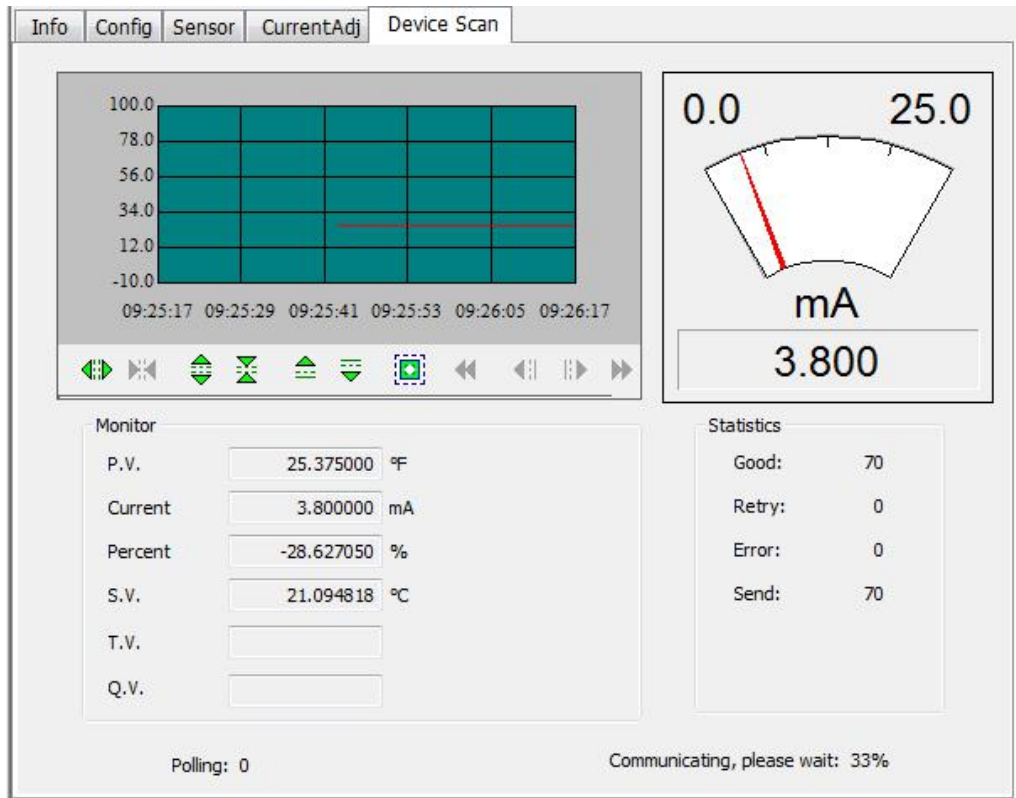 Info Config Sensor CurrentAdj Device Scan
100.0
78.0
56.0
34.0
12.0
-10.0
09:25:17 09:25:29 09:25:41 09:25:53 09:26:05 09:26:17
0.0 25.0
mA
3.800
Monitor
P.V. 25.375000 °F
Current 3.800000 mA
Percent -28.627050 %
S.V. 21.094818 °C
T.V.
Q.V.
Statistics
Good: 70
Retry: 0
Error: 0
Send: 70
Polling: 0
Communicating, please wait: 33%